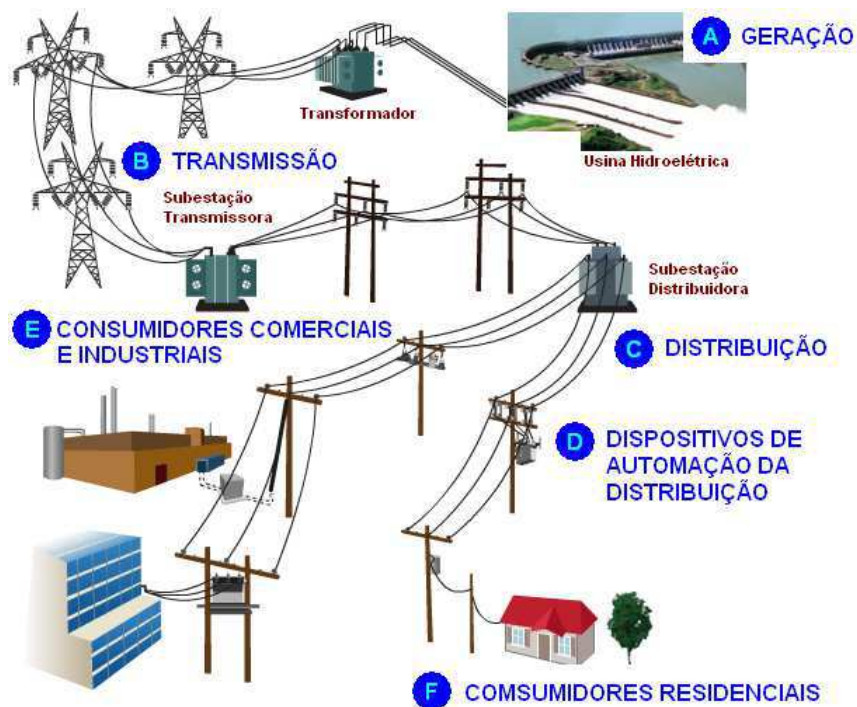 A GERAÇÃO
Transformador
Usina Hidroelétrica
B TRANSMISSÃO
Subestação
Transmissora
Subestação
Distribuidora
E CONSUMIDORES COMERCIAIS
E INDUSTRIAIS
C DISTRIBUIÇÃO
D DISPOSITIVOS DE
AUTOMAÇÃO DA
DISTRIBUIÇÃO
F COMSUMIDORES RESIDENCIAIS